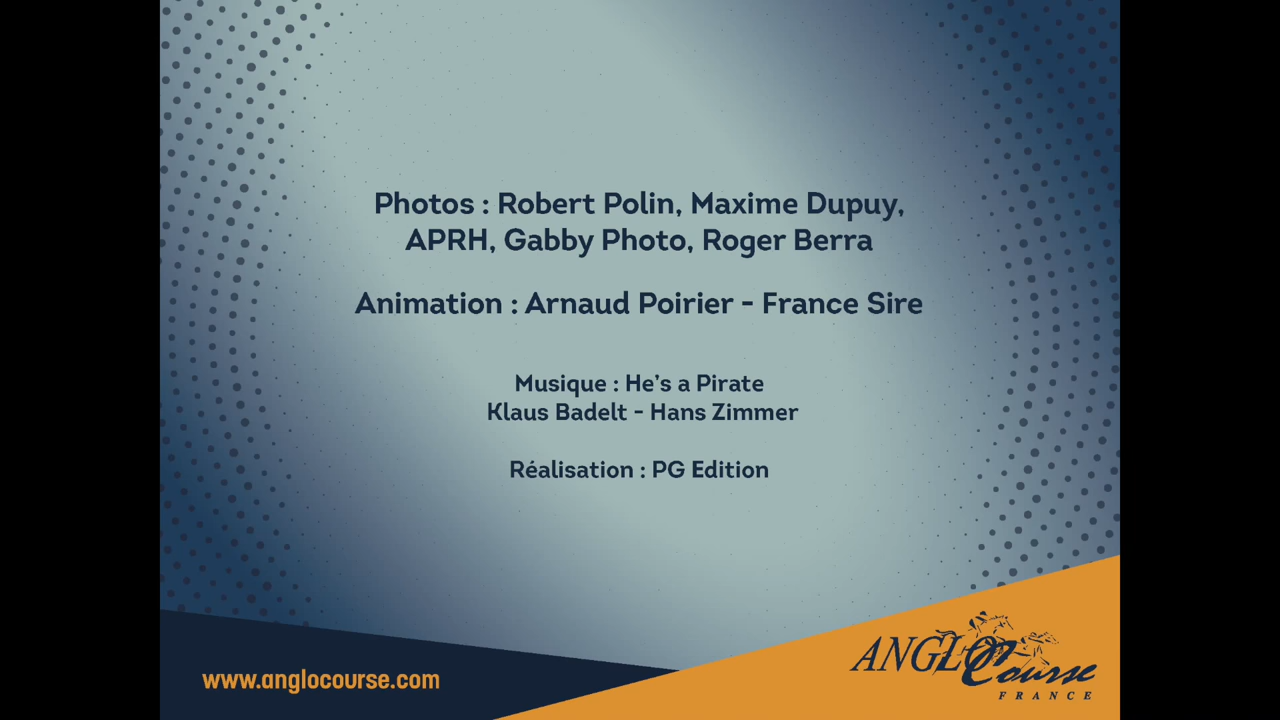 Photos : Robert Polin, Maxime Dupuy,
APRH, Gabby Photo, Roger Berra
Animation : Arnaud Poirier - France Sire
Musique : He's a Pirate
Klaus Badelt - Hans Zimmer
Réalisation : PG Edition
www.anglocourse.com
ANGLO
Course
FRANCE